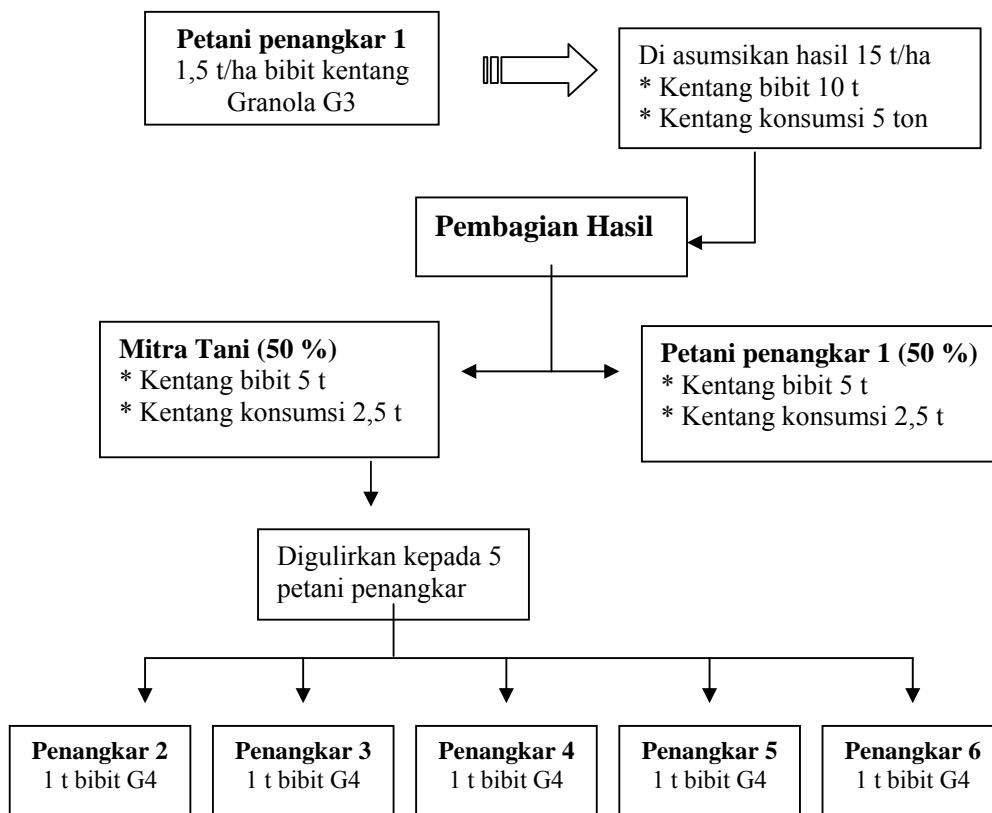 Petani penangkar 1
1,5 t/ha bibit kentang
Granola G3
Di asumsikan hasil 15 t/ha
* Kentang bibit 10 t
* Kentang konsumsi 5 ton
Pembagian Hasil
Mitra Tani (50 %)
* Kentang bibit 5 t
* Kentang konsumsi 2,5 t
Petani penangkar 1 (50 %)
* Kentang bibit 5 t
* Kentang konsumsi 2,5 t
Digulirkan kepada 5
petani penangkar
Penangkar 2
1 t bibit G4
Penangkar 3
1 t bibit G4
Penangkar 4
1 t bibit G4
Penangkar 5
1 t bibit G4
Penangkar 6
1 t bibit G4